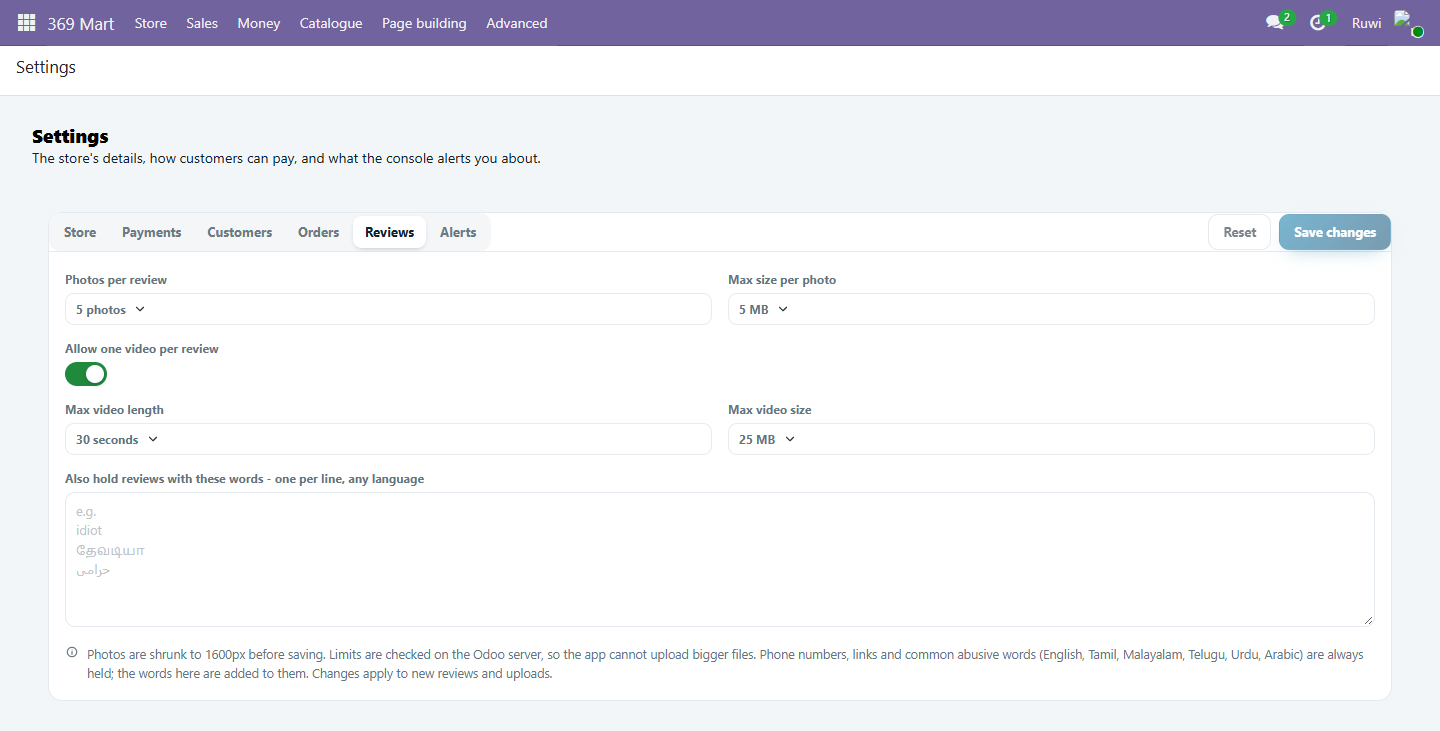 369 Mart Store Sales Money Catalogue Page building Advanced 2 1 Ruwi
Settings
Settings
The store's details, how customers can pay, and what the console alerts you about.
Store Payments Customers Orders Reviews Alerts Reset Save changes
Photos per review Max size per photo
5 photos 5 MB
Allow one video per review
Max video length Max video size
30 seconds 25 MB
Also hold reviews with these words - one per line, any language
e.g.
idiot
தேவடியா
حرامی
Photos are shrunk to 1600px before saving. Limits are checked on the Odoo server, so the app cannot upload bigger files. Phone numbers, links and common abusive words (English, Tamil, Malayalam, Telugu, Urdu, Arabic) are always
held; the words here are added to them. Changes apply to new reviews and uploads.